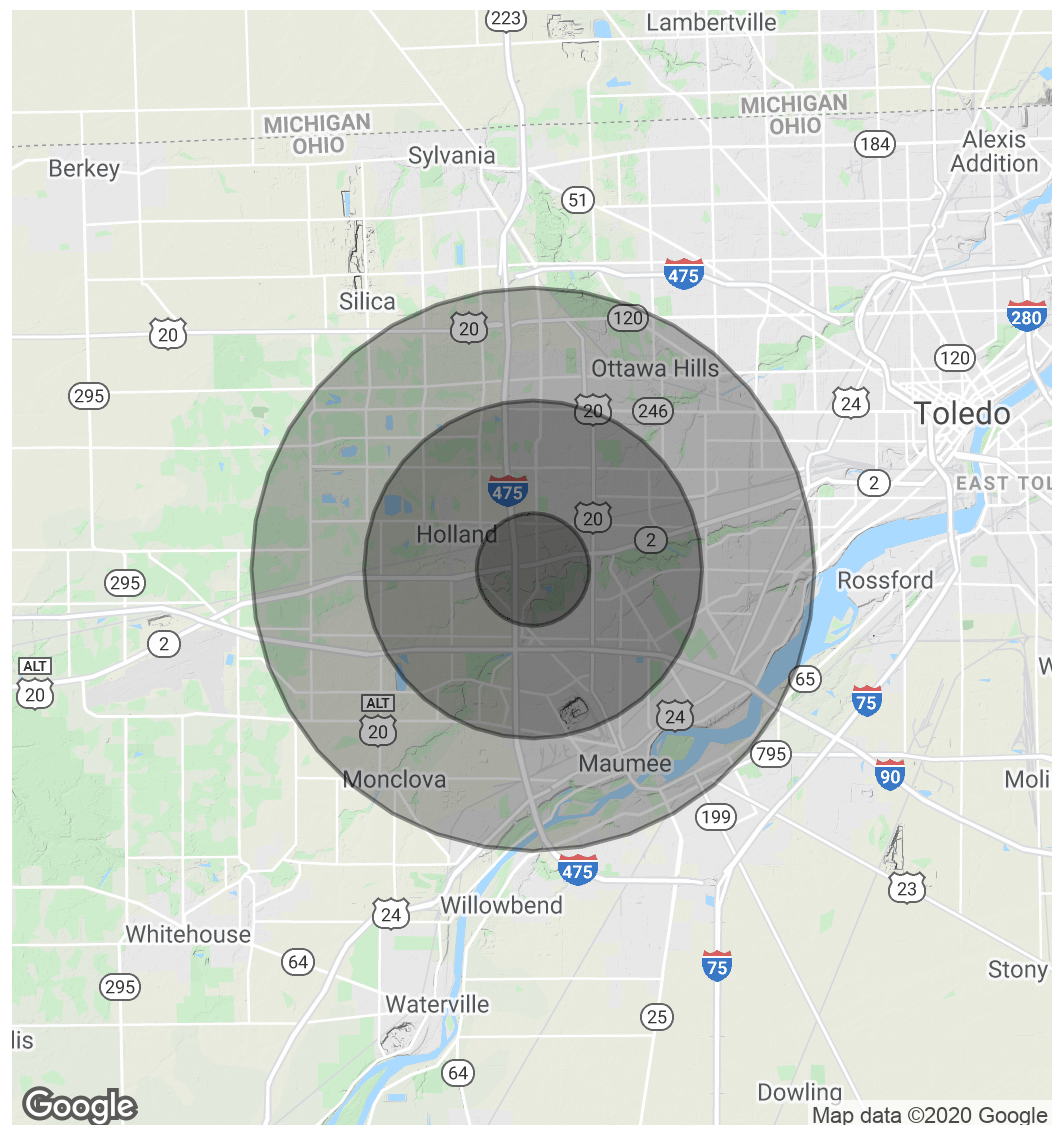 223
Lambertville
MICHIGAN
OHIO
MICHIGAN
OHIO
184
Alexis
Addition
Berkey
Sylvania
51
475
Silica
20
20
120
280
Ottawa Hills
120
295
20
246
24
Toledo
475
2
EAST TOL
20
Holland
2
295
Rossford
2
ALT
20
65
75
W
ALT
20
24
Maumee
795
Monclova
90
Moli
199
475
23
24
Willowbend
Whitehouse
64
75
Stony
295
Waterville
25
lis
64
Dowling
Google
Map data ©2020 Google